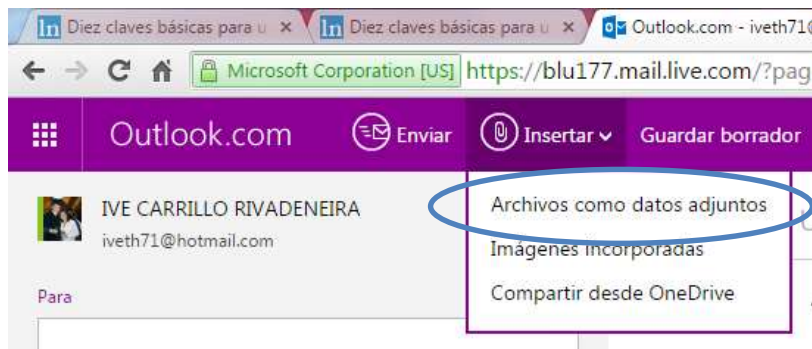 Diez claves básicas para u
Diez claves básicas para u
Outlook.com - iveth71@
Microsoft Corporation [US] https://blu177.mail.live.com/?pag
Outlook.com Enviar Insertar Guardar borrador
IVE CARRILLO RIVADENEIRA
iveth71@hotmail.com
Para
Archivos como datos adjuntos
Imágenes incorporadas
Compartir desde OneDrive